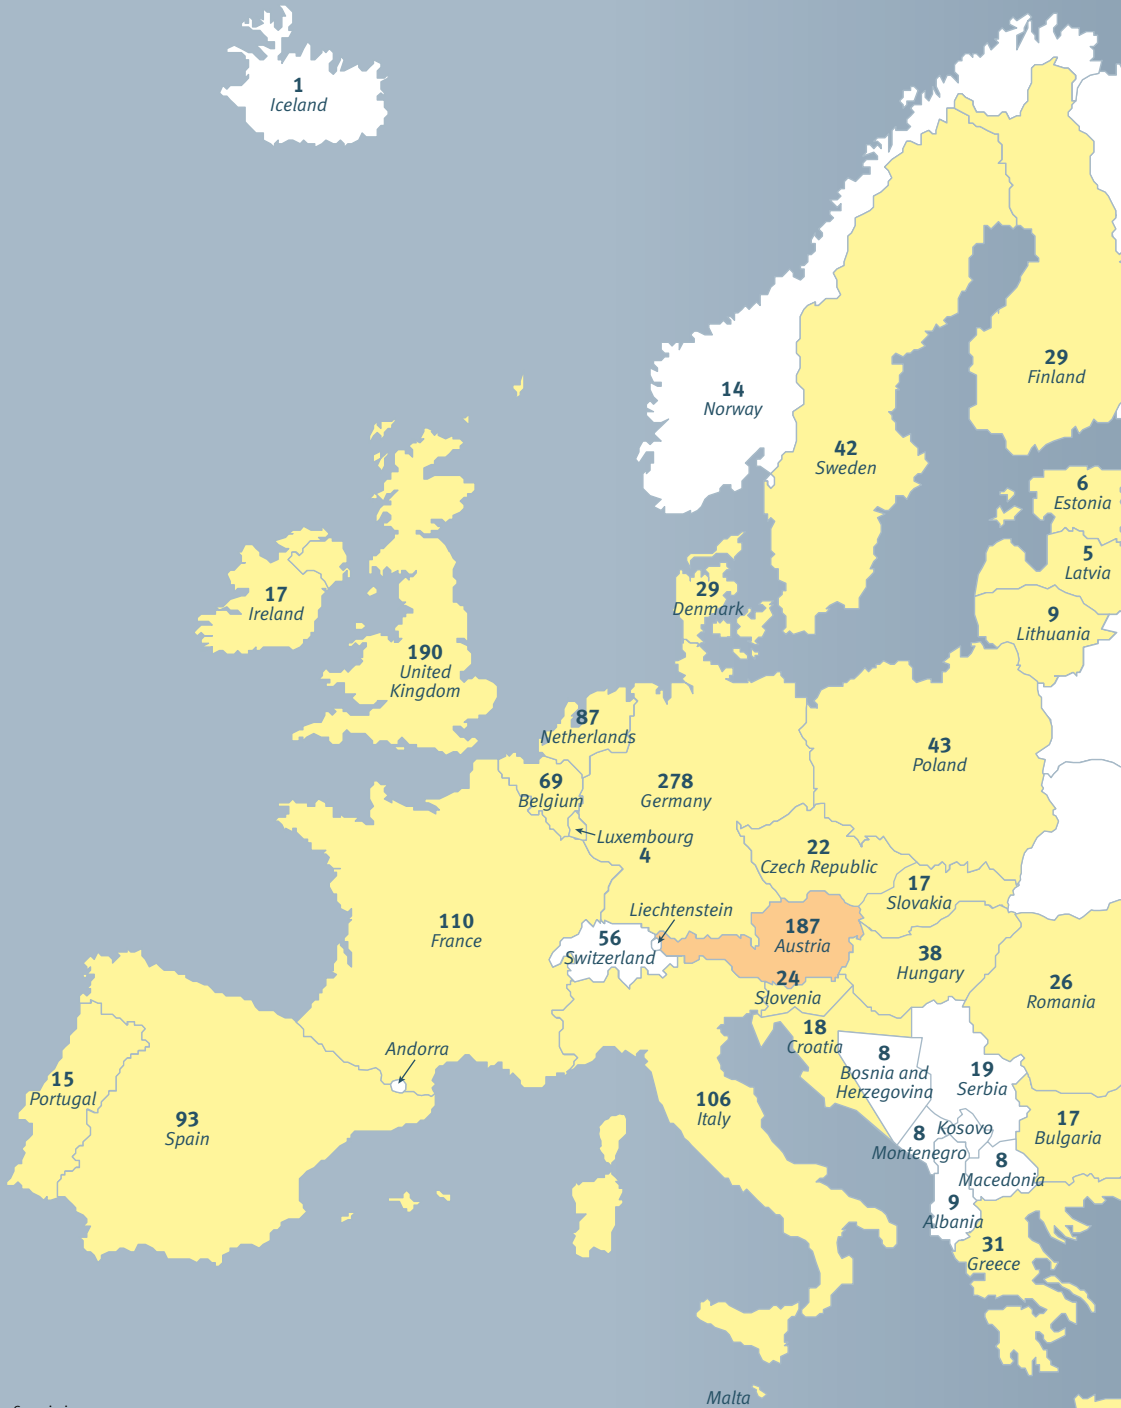 1
Iceland
14
Norway
29
Finland
42
Sweden
6
Estonia
5
Latvia
9
Lithuania
29
Denmark
17
Ireland
190
United
Kingdom
87
Netherlands
43
Poland
69
Belgium
278
Germany
Luxembourg
4
22
Czech Republic
17
Slovakia
Liechtenstein
110
France
56
Switzerland
187
Austria
38
Hungary
24
Slovenia
26
Romania
18
Croatia
Andorra
8
Bosnia and
Herzegovina
19
Serbia
15
Portugal
93
Spain
106
Italy
8
Montenegro
Kosovo
17
Bulgaria
8
Macedonia
9
Albania
31
Greece
Malta